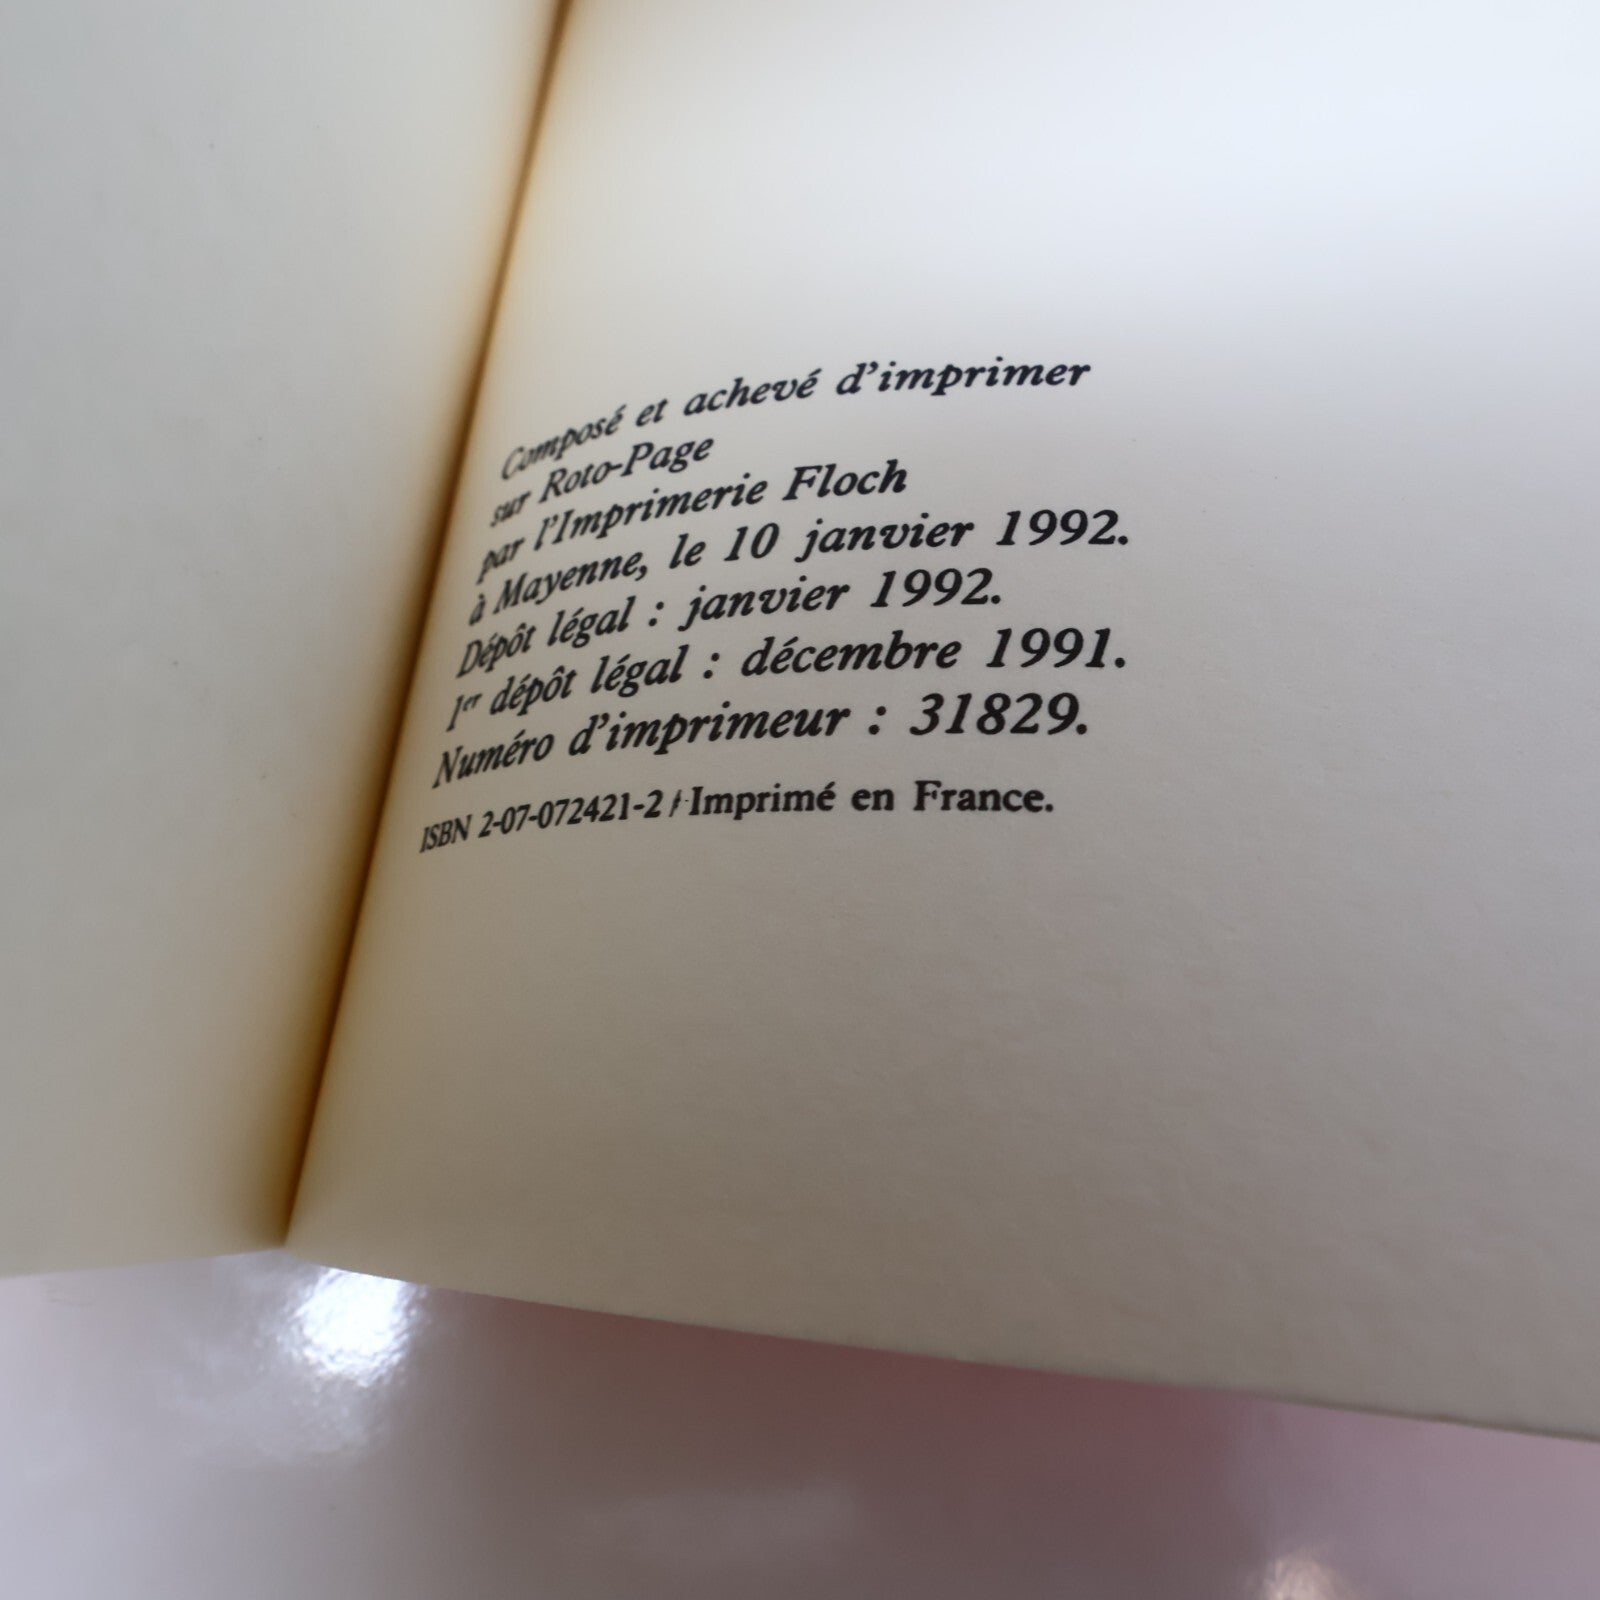 Composé et achevé d'imprimer
sur Roto-Page
par l'Imprimerie Floch
à Mayenne, le 10 janvier 1992.
Dépôt légal : janvier 1992.
1er dépôt légal : décembre 1991.
Numéro d'imprimeur : 31829.
ISBN 2-07-072421-2 / Imprimé en France.